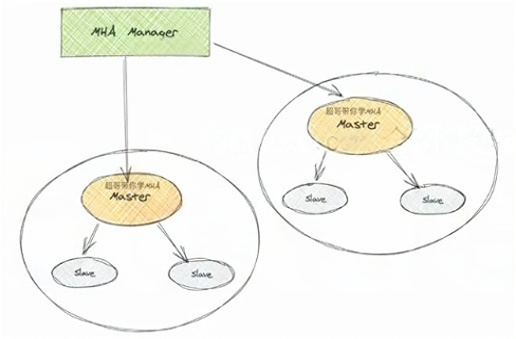 MHA Manager
超哥带你学MHA
Master
Slave
Slave
超哥带你学MHA
Master
Slave
Slave